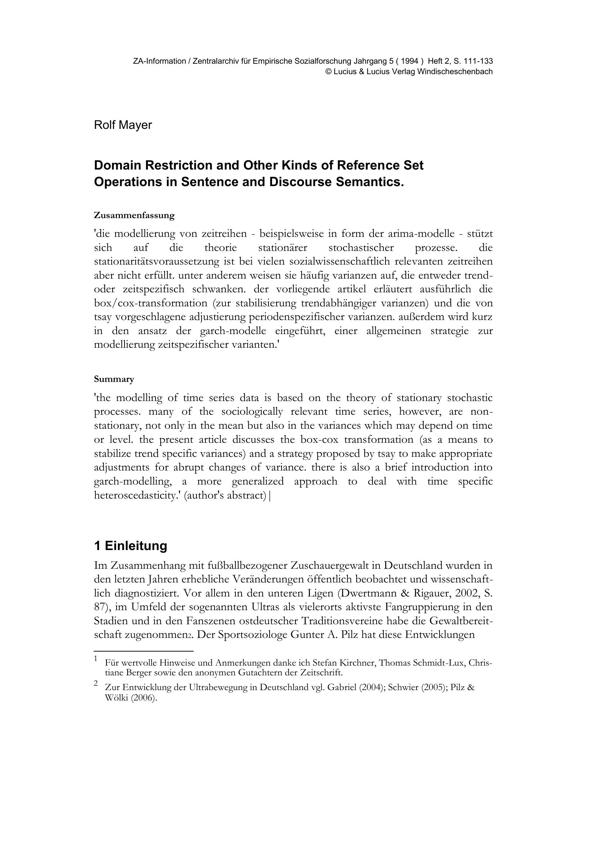 ZA-Information / Zentralarchiv für Empirische Sozialforschung Jahrgang 5 ( 1994 )  Heft 2, S. 111-133
© Lucius & Lucius Verlag Windischeschenbach
Rolf Mayer
Domain Restriction and Other Kinds of Reference Set
Operations in Sentence and Discourse Semantics.
Zusammenfassung
'die modellierung von zeitreihen - beispielsweise in form der arima-modelle - stützt
sich auf die theorie stationärer stochastischer prozesse. die
stationaritätsvoraussetzung ist bei vielen sozialwissenschaftlich relevanten zeitreihen
aber nicht erfüllt. unter anderem weisen sie häufig varianzen auf, die entweder trend-
oder zeitspezifisch schwanken. der vorliegende artikel erläutert ausführlich die
box/cox-transformation (zur stabilisierung trendabhängiger varianzen) und die von
tsay vorgeschlagene adjustierung periodenspezifischer varianzen. außerdem wird kurz
in den ansatz der garch-modelle eingeführt, einer allgemeinen strategie zur
modellierung zeitspezifischer varianten.'
Summary
'the modelling of time series data is based on the theory of stationary stochastic
processes. many of the sociologically relevant time series, however, are non-
stationary, not only in the mean but also in the variances which may depend on time
or level. the present article discusses the box-cox transformation (as a means to
stabilize trend specific variances) and a strategy proposed by tsay to make appropriate
adjustments for abrupt changes of variance. there is also a brief introduction into
garch-modelling, a more generalized approach to deal with time specific
heteroscedasticity.' (author's abstract)|
1 Einleitung
Im Zusammenhang mit fußballbezogener Zuschauergewalt in Deutschland wurden in
den letzten Jahren erhebliche Veränderungen öffentlich beobachtet und wissenschaft-
lich diagnostiziert. Vor allem in den unteren Ligen (Dwertmann & Rigauer, 2002, S.
87), im Umfeld der sogenannten Ultras als vielerorts aktivste Fangruppierung in den
Stadien und in den Fanszenen ostdeutscher Traditionsvereine habe die Gewaltbereit-
schaft zugenommen2. Der Sportsoziologe Gunter A. Pilz hat diese Entwicklungen
1 Für wertvolle Hinweise und Anmerkungen danke ich Stefan Kirchner, Thomas Schmidt-Lux, Chris-
tiane Berger sowie den anonymen Gutachtern der Zeitschrift.
2 Zur Entwicklung der Ultrabewegung in Deutschland vgl. Gabriel (2004); Schwier (2005); Pilz &
Wölki (2006).